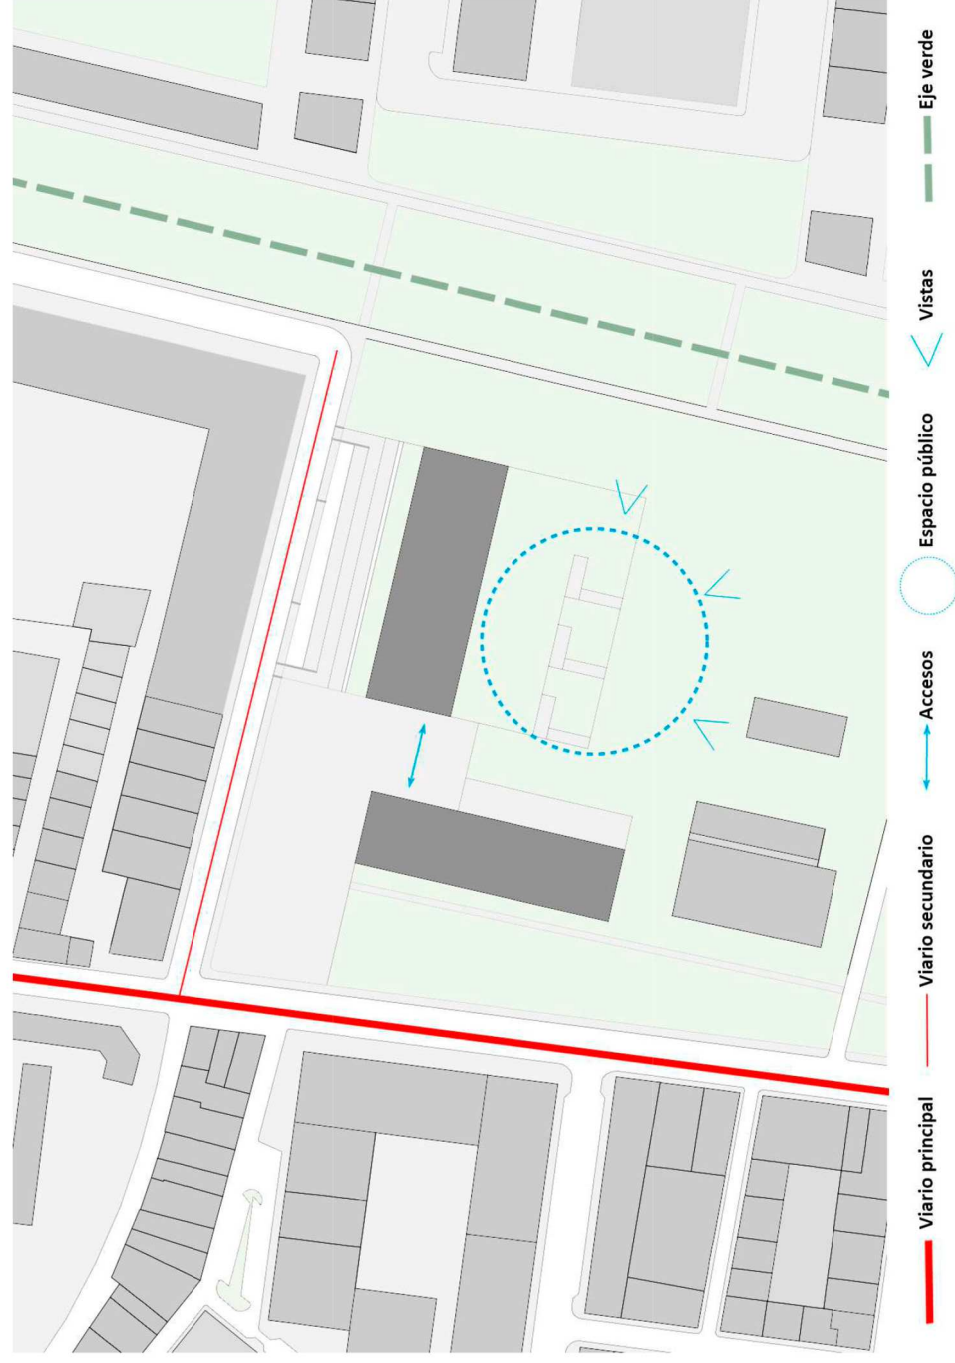 Viario principal
Viario secundario
Accesos
Espacio público
Vistas
Eje verde